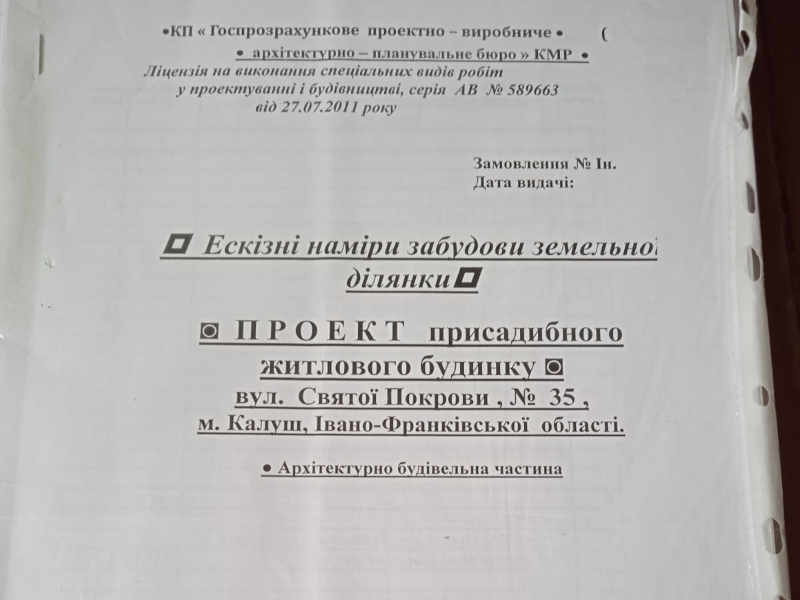 •КП « Госпрозрахункове проектно – виробниче • (
• архітектурно – планувальне бюро » КМР •
Ліцензія на виконання спеціальних видів робіт
у проектуванні і будівництві, серія АВ № 589663
від 27.07.2011 року
Замовлення № Ін.
Дата видачі:
Ескізні наміри забудови земельної
ділянки
◙ П Р О Е К Т присадибного
житлового будинку ◙
вул. Святої Покрови , № 35 ,
м. Калуш, Івано-Франківської області.
● Архітектурно будівельна частина